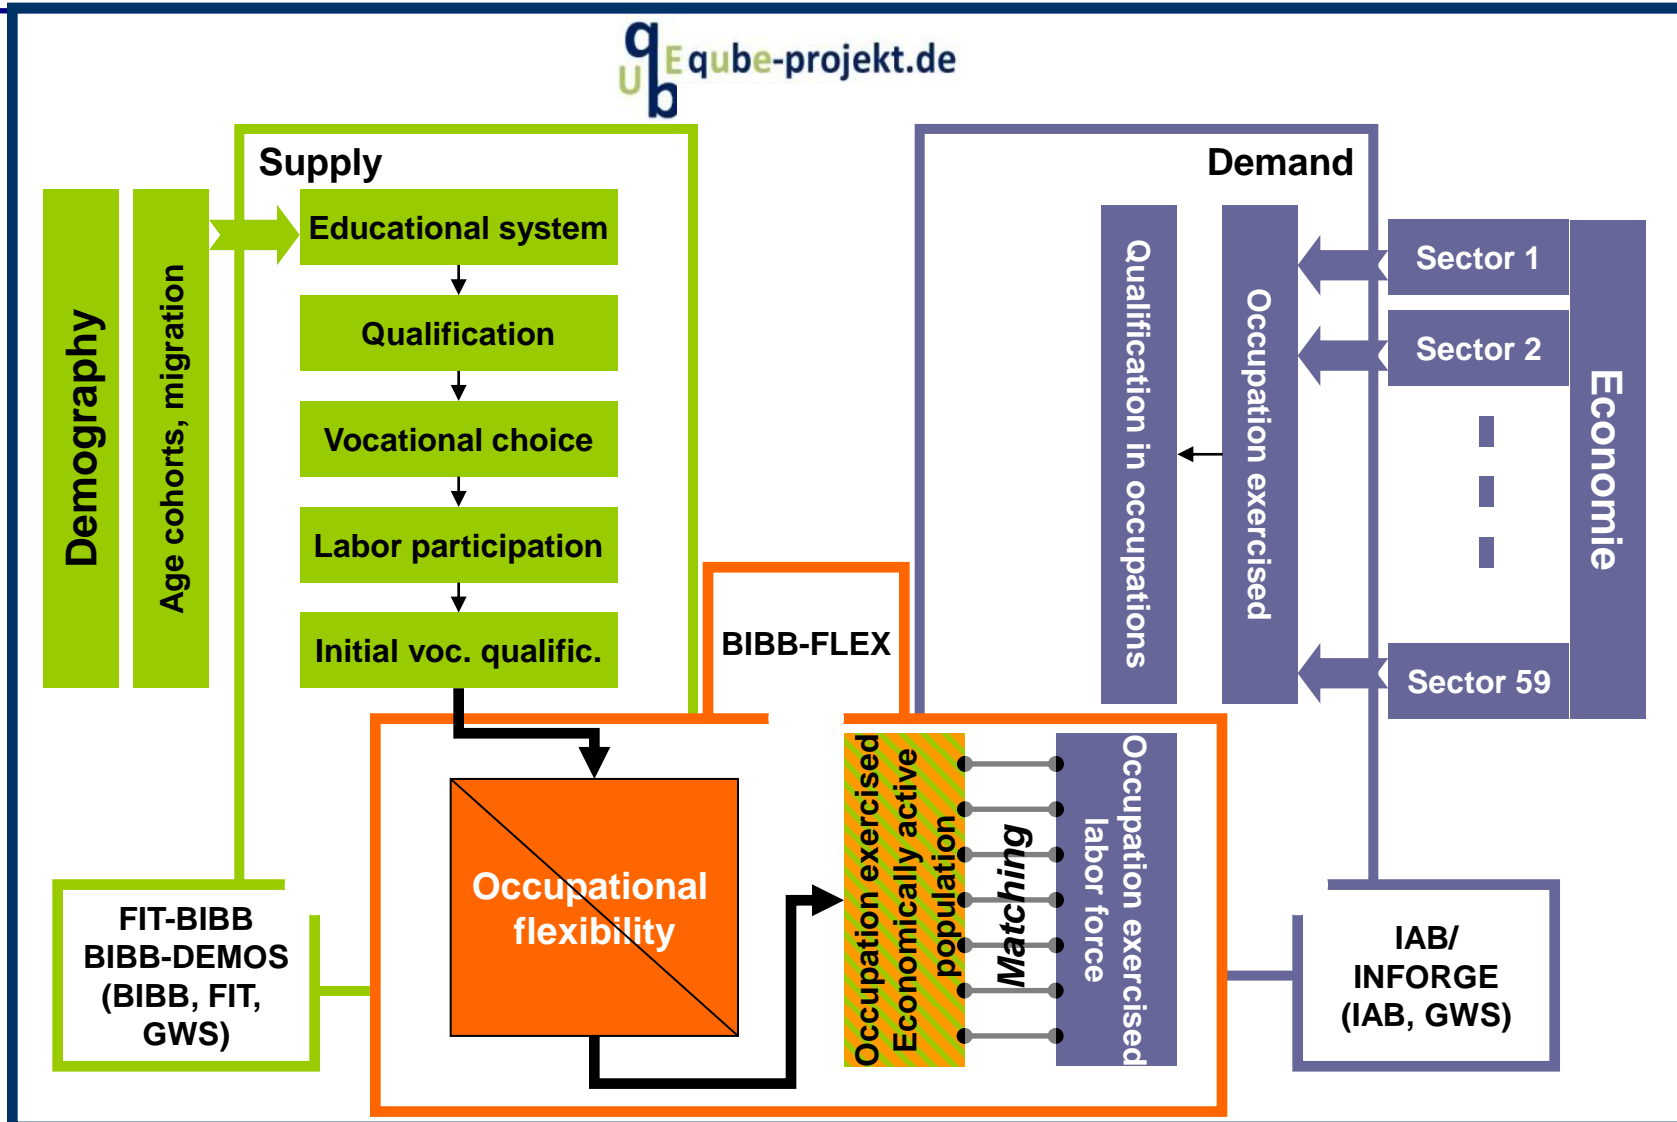 qube
qube-projekt.de
Supply
Demand
Demography
Age cohorts, migration
Educational system
Qualification
Vocational choice
Labor participation
Initial voc. qualific.
Qualification in occupations
Occupation exercised
Sector 1
Sector 2
Sector 59
Economie
BIBB-FLEX
Occupational
flexibility
Occupation exercised
Economically active
population
Matching
Occupation exercised
labor force
FIT-BIBB
BIBB-DEMOS
(BIBB, FIT,
GWS)
IAB/
INFORGE
(IAB, GWS)